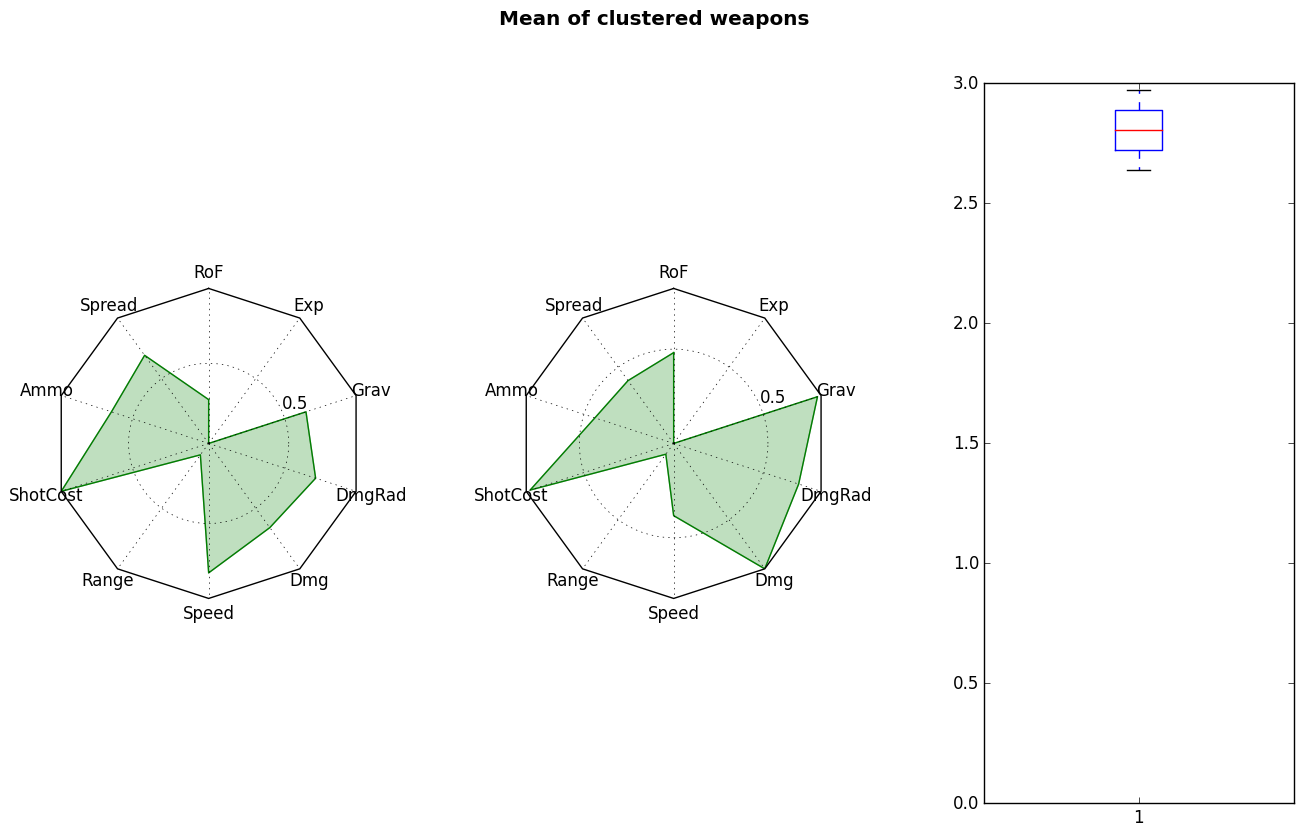 Mean of clustered weapons
RoF
Spread
Exp
Ammo
0.5
Grav
ShotCost
DmgRad
Range
Dmg
Speed
RoF
Spread
Exp
Ammo
0.5
Grav
ShotCost
DmgRad
Range
Dmg
Speed
3.0
2.5
2.0
1.5
1.0
0.5
0.0
1